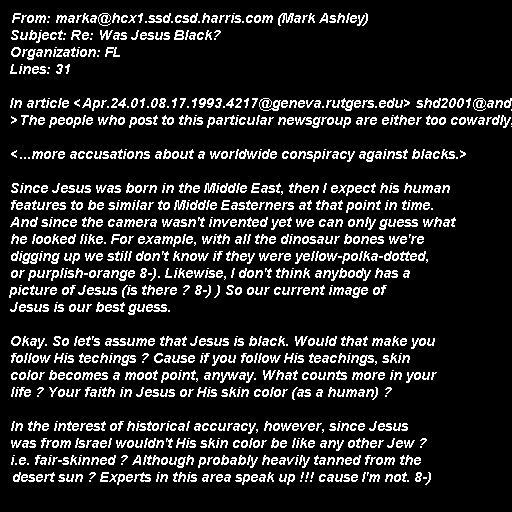 From: marka@hcx1.ssd.csd.harris.com (Mark Ashley)
Subject: Re: Was Jesus Black?
Organization: FL
Lines: 31

In article <Apr.24.01.08.17.1993.4217@geneva.rutgers.edu> shd2001@and
>The people who post to this particular newsgroup are either too cowardly,

<...more accusations about a worldwide conspiracy against blacks.>

Since Jesus was born in the Middle East, then I expect his human
features to be similar to Middle Easterners at that point in time.
And since the camera wasn't invented yet we can only guess what
he looked like. For example, with all the dinosaur bones we're
digging up we still don't know if they were yellow-polka-dotted,
or purplish-orange 8-). Likewise, I don't think anybody has a
picture of Jesus (is there ? 8-) ) So our current image of
Jesus is our best guess.

Okay. So let's assume that Jesus is black. Would that make you
follow His techings ? Cause if you follow His teachings, skin
color becomes a moot point, anyway. What counts more in your
life ? Your faith in Jesus or His skin color (as a human) ?

In the interest of historical accuracy, however, since Jesus
was from Israel wouldn't His skin color be like any other Jew ?
i.e. fair-skinned ? Although probably heavily tanned from the
desert sun ? Experts in this area speak up !!! cause I'm not. 8-)